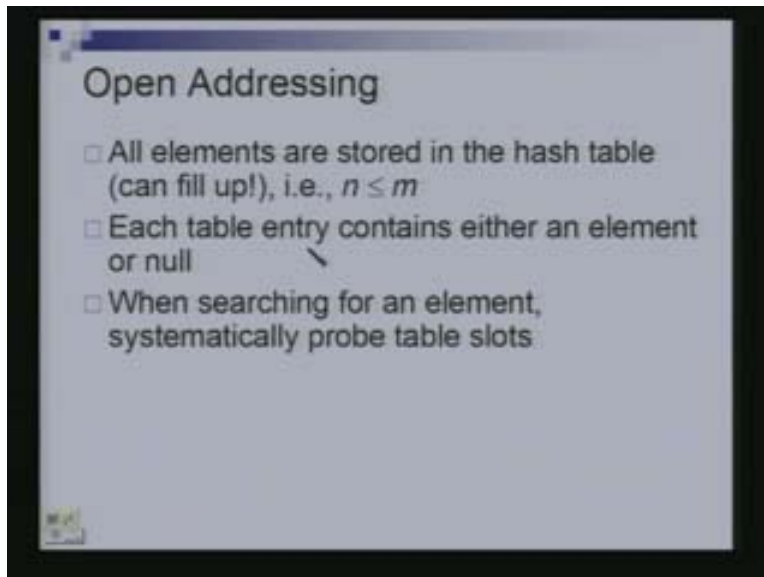 Open Addressing
All elements are stored in the hash table
(can fill up!), i.e., n ≤ m
Each table entry contains either an element
or null
When searching for an element,
systematically probe table slots